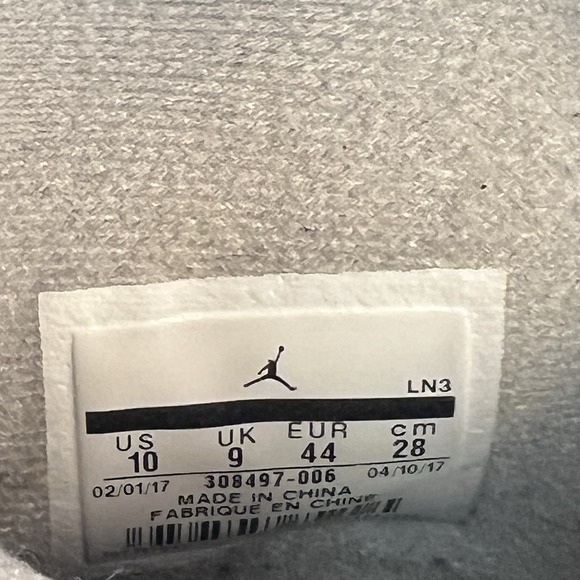 LN3
US UK EUR cm
10 9 44 28
02/01/17 308497-006 04/10/17
MADE IN CHINA
FABRIQUE EN CHINE